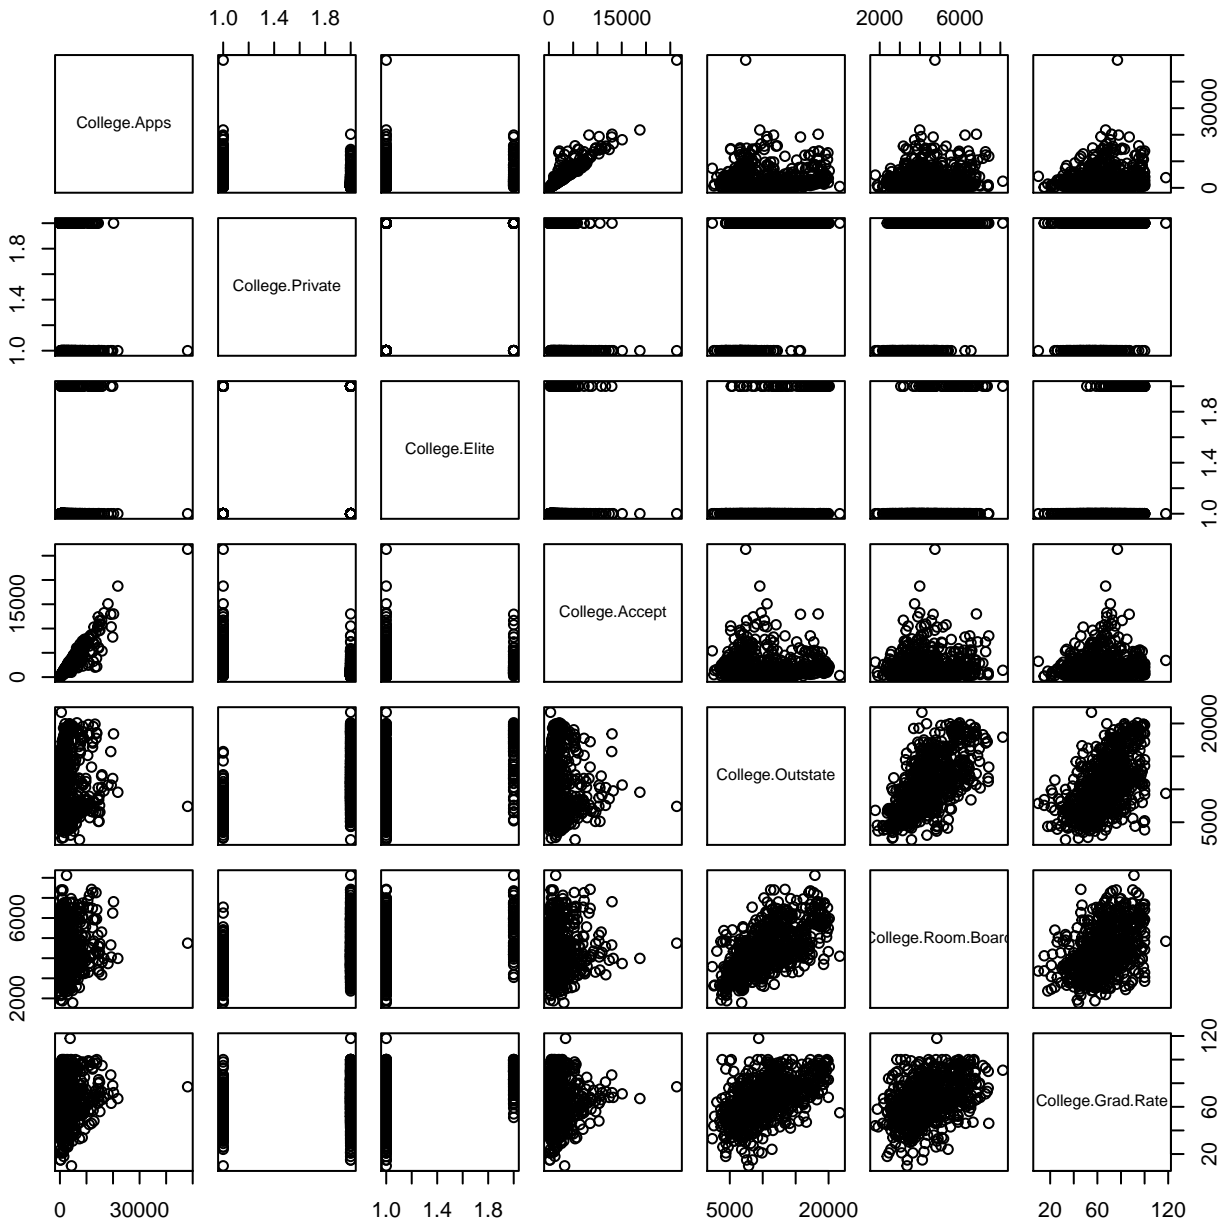 1.0 1.4 1.8 0 15000 2000 6000
College.Apps
0 30000
College.Private
1.0 1.4 1.8
College.Elite
1.0 1.4 1.8
College.Accept
0 15000
College.Outstate
5000 20000
College.Room.Board
2000 6000
College.Grad.Rate
20 60 120
0 30000 1.0 1.4 1.8 5000 20000 20 60 120